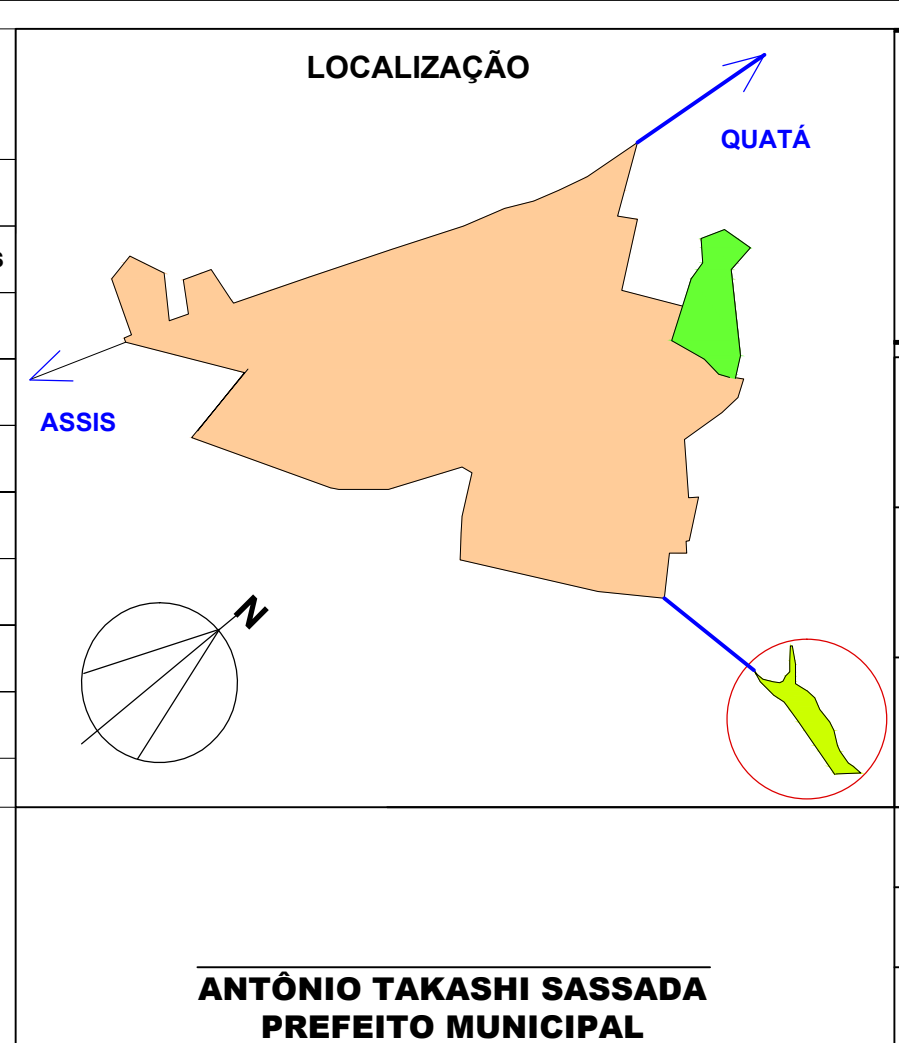 LOCALIZAÇÃO
QUATÁ
s
ASSIS
N
ANTÔNIO TAKASHI SASSADA
PREFEITO MUNICIPAL